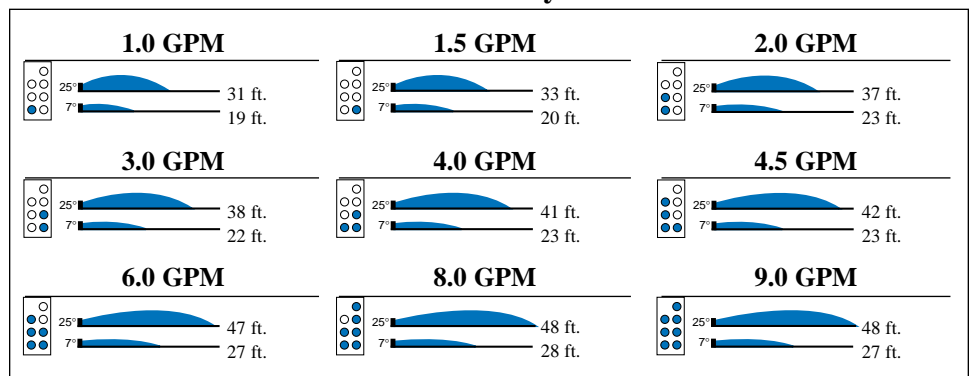 1.0 GPM
25°
31 ft.
7°
19 ft.
1.5 GPM
25°
33 ft.
7°
20 ft.
2.0 GPM
25°
37 ft.
7°
23 ft.
3.0 GPM
25°
38 ft.
7°
22 ft.
4.0 GPM
25°
41 ft.
7°
23 ft.
4.5 GPM
25°
42 ft.
7°
23 ft.
6.0 GPM
25°
47 ft.
7°
27 ft.
8.0 GPM
25°
48 ft.
7°
28 ft.
9.0 GPM
25°
48 ft.
7°
27 ft.